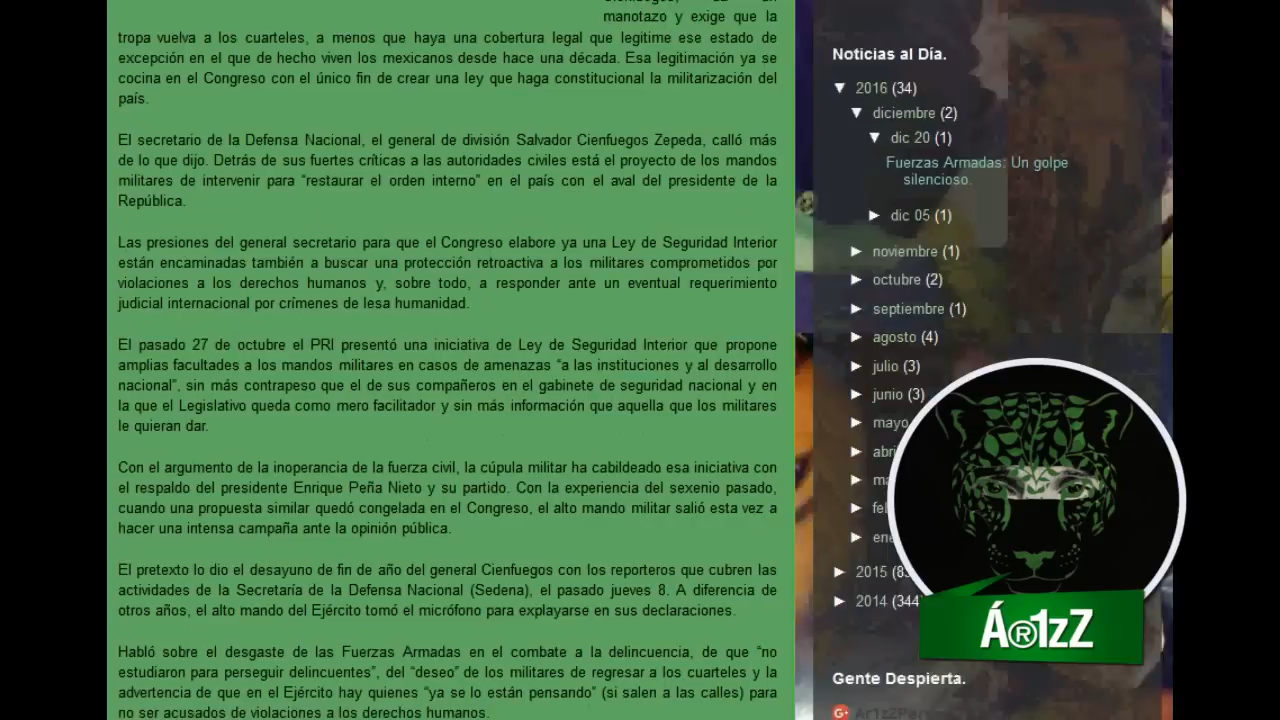 manotazo y exige que la
tropa vuelva a los cuarteles, a menos que haya una cobertura legal que legitime ese estado de
excepción en el que de hecho viven los mexicanos desde hace una década. Esa legitimación ya se
cocina en el Congreso con el único fin de crear una ley que haga constitucional la militarización del
país.
El secretario de la Defensa Nacional, el general de división Salvador Cienfuegos Zepeda, calló más
de lo que dijo. Detrás de sus fuertes críticas a las autoridades civiles está el proyecto de los mandos
militares de intervenir para “restaurar el orden interno” en el país con el aval del presidente de la
República.
Las presiones del general secretario para que el Congreso elabore ya una Ley de Seguridad Interior
están encaminadas también a buscar una protección retroactiva a los militares comprometidos por
violaciones a los derechos humanos y, sobre todo, a responder ante un eventual requerimiento
judicial internacional por crímenes de lesa humanidad.
El pasado 27 de octubre el PRI presentó una iniciativa de Ley de Seguridad Interior que propone
amplias facultades a los mandos militares en casos de amenazas “a las instituciones y al desarrollo
nacional”, sin más contrapeso que el de sus compañeros en el gabinete de seguridad nacional y en
la que el Legislativo queda como mero facilitador y sin más información que aquella que los militares
le quieran dar.
Con el argumento de la inoperancia de la fuerza civil, la cúpula militar ha cabildeado esa iniciativa con
el respaldo del presidente Enrique Peña Nieto y su partido. Con la experiencia del sexenio pasado,
cuando una propuesta similar quedó congelada en el Congreso, el alto mando militar salió esta vez a
hacer una intensa campaña ante la opinión pública.
El pretexto lo dio el desayuno de fin de año del general Cienfuegos con los reporteros que cubren las
actividades de la Secretaría de la Defensa Nacional (Sedena), el pasado jueves 8. A diferencia de
otros años, el alto mando del Ejército tomó el micrófono para explayarse en sus declaraciones.
Habló sobre el desgaste de las Fuerzas Armadas en el combate a la delincuencia, de que “no
estudiaron para perseguir delincuentes”, del “deseo” de los militares de regresar a los cuarteles y la
advertencia de que en el Ejército hay quienes “ya se lo están pensando” (si salen a las calles) para
no ser acusados de violaciones a los derechos humanos.
Noticias al Día.
▼ 2016 (34)
▼ diciembre (2)
▼ dic 20 (1)
Fuerzas Armadas: Un golpe
silencioso.
► dic 05 (1)
► noviembre (1)
► octubre (2)
► septiembre (1)
► agosto (4)
► julio (3)
► junio (3)
► mayo
► abri
► ma
► feb
► ene
► 2015 (8
► 2014 (344
Á®1zZ
Gente Despierta.